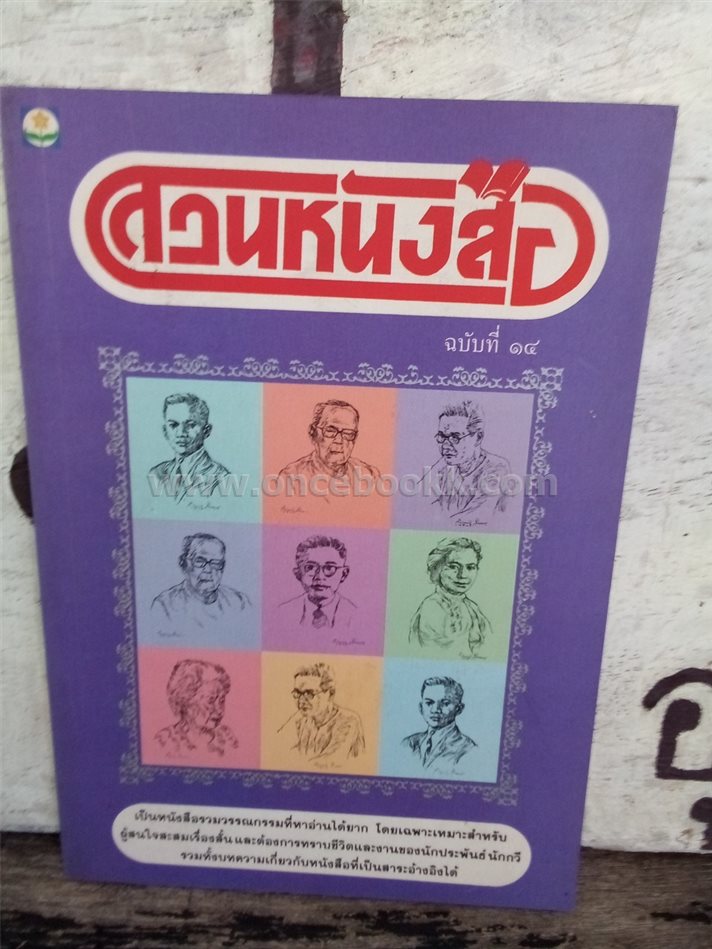 สวนหนังสือ
ฉบับที่ ๑๔
www.oncebookk.com
เป็นหนังสือรวมวรรณกรรมที่หาอ่านได้ยาก โดยเฉพาะเหมาะสำหรับ
ผู้สนใจสะสมเรื่องสั้น และต้องการทราบชีวิตและงานของนักประพันธ์ นักกวี
รวมทั้งบทความเกี่ยวกับหนังสือที่เป็นสาระอ้างอิงได้